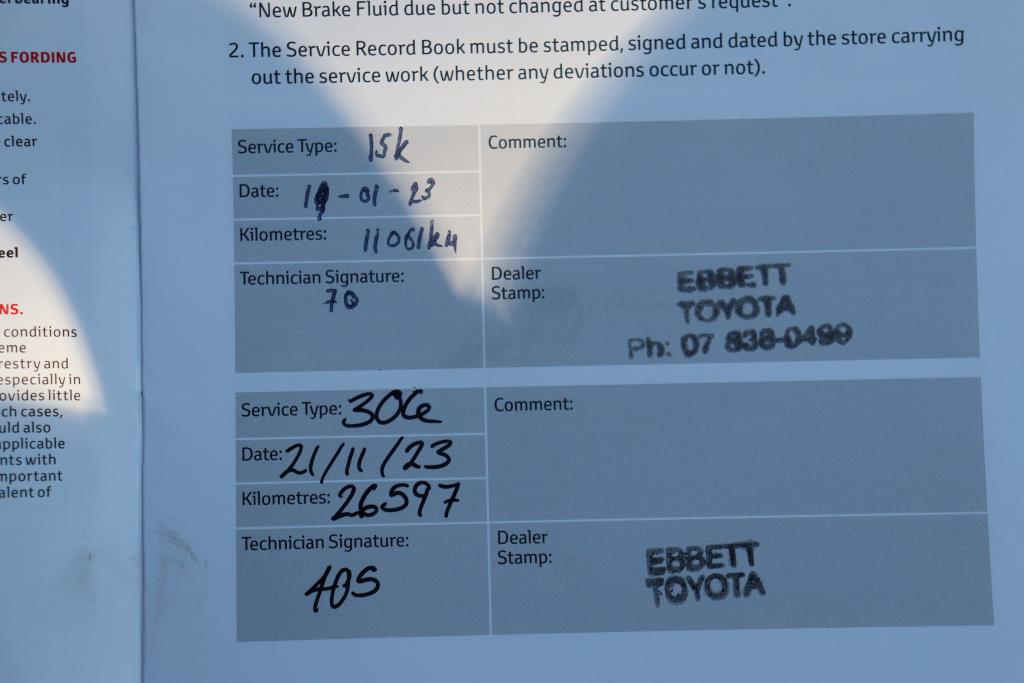 S FORDING
tely.
cable.
clear
rs of
er
eel
NS.
conditions
eme
restry and
especially in
ovides little
ch cases,
uld also
applicable
nts with
mportant
alent of
"New Brake Fluid due but not changed at customer's request".
2. The Service Record Book must be stamped, signed and dated by the store carrying
out the service work (whether any deviations occur or not).
Service Type: 15k
Comment:
Date: -01-23
Kilometres: 11061km
Technician Signature:
70
Dealer
Stamp:
EBBETT
TOYOTA
Ph: 07 838-0499
Service Type:
Comment:
Date: 21/11/23
Kilometres: 26597
Technician Signature:
40S
Dealer
Stamp:
EBBETT
TOYOTA